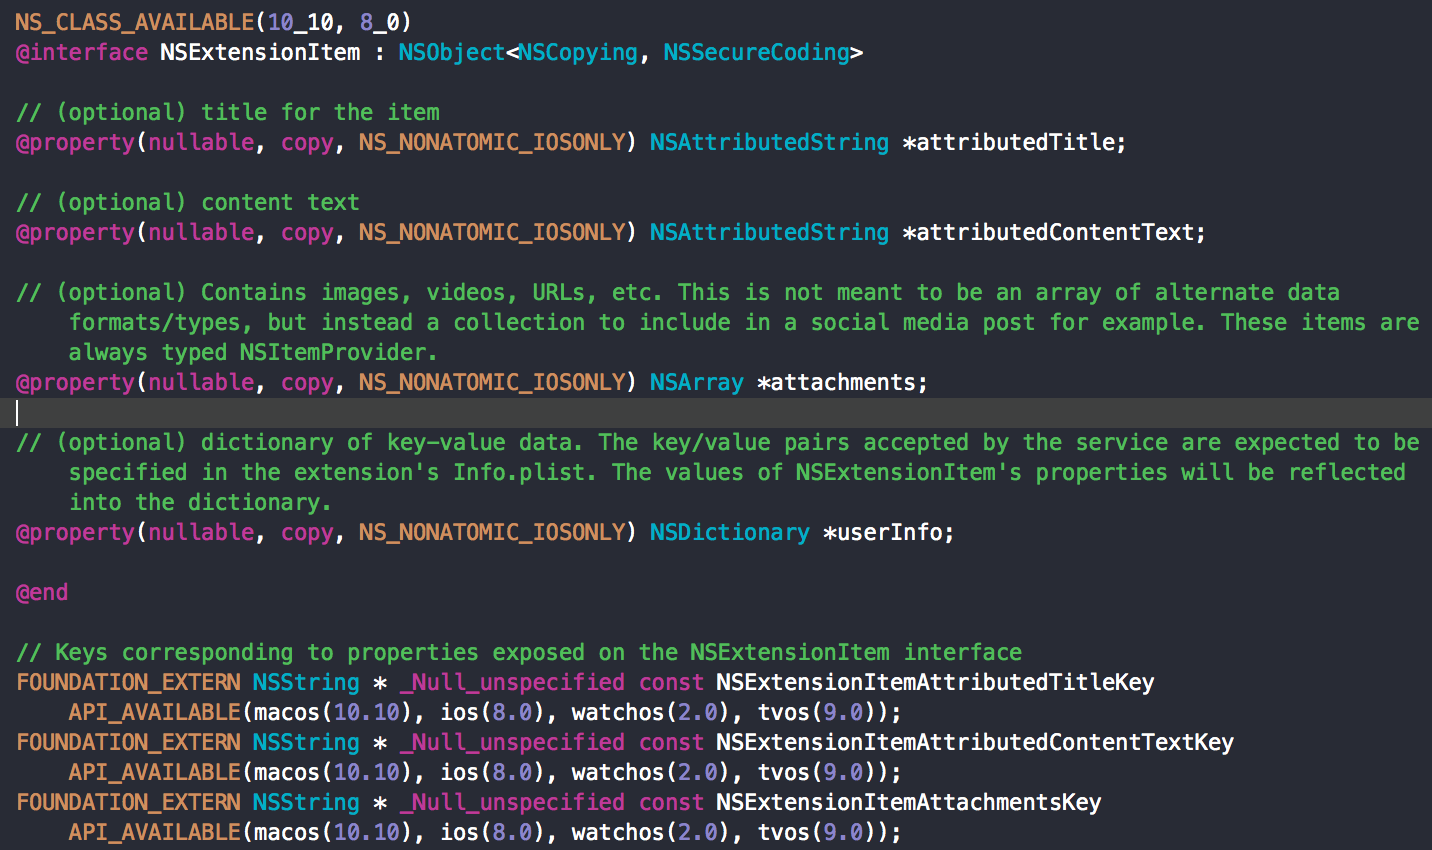 NS_CLASS_AVAILABLE(10_10, 8_0)
@interface NSExtensionItem : NSObject<NSCopying, NSSecureCoding>
// (optional) title for the item
@property(nullable, copy, NS_NONATOMIC_IOSONLY) NSAttributedString *attributedTitle;
// (optional) content text
@property(nullable, copy, NS_NONATOMIC_IOSONLY) NSAttributedString *attributedContentText;
// (optional) Contains images, videos, URLs, etc. This is not meant to be an array of alternate data
formats/types, but instead a collection to include in a social media post for example. These items are
always typed NSItemProvider.
@property(nullable, copy, NS_NONATOMIC_IOSONLY) NSArray *attachments;
// (optional) dictionary of key-value data. The key/value pairs accepted by the service are expected to be
specified in the extension's Info.plist. The values of NSExtensionItem's properties will be reflected
into the dictionary.
@property(nullable, copy, NS_NONATOMIC_IOSONLY) NSDictionary *userInfo;
@end
// Keys corresponding to properties exposed on the NSExtensionItem interface
FOUNDATION_EXTERN NSString * _Null_unspecified const NSExtensionItemAttributedTitleKey
API_AVAILABLE(macos(10.10), ios(8.0), watchos(2.0), tvos(9.0));
FOUNDATION_EXTERN NSString * _Null_unspecified const NSExtensionItemAttributedContentTextKey
API_AVAILABLE(macos(10.10), ios(8.0), watchos(2.0), tvos(9.0));
FOUNDATION_EXTERN NSString * _Null_unspecified const NSExtensionItemAttachmentsKey
API_AVAILABLE(macos(10.10), ios(8.0), watchos(2.0), tvos(9.0));